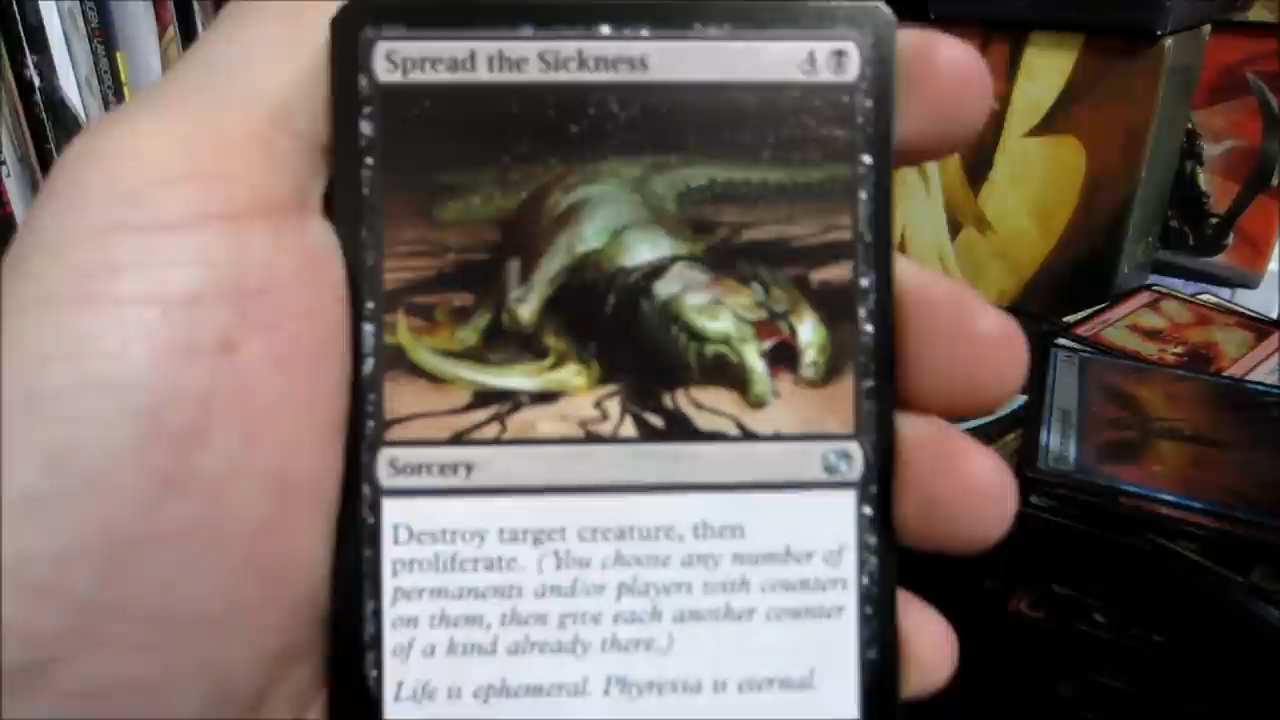 Spread the Sickness 4
Sorcery
Destroy target creature, then
proliferate. (You choose any number of
permanents and/or players with counters
on them, then give each another counter
of a kind already there.)
Life is ephemeral. Phyrexia is eternal.